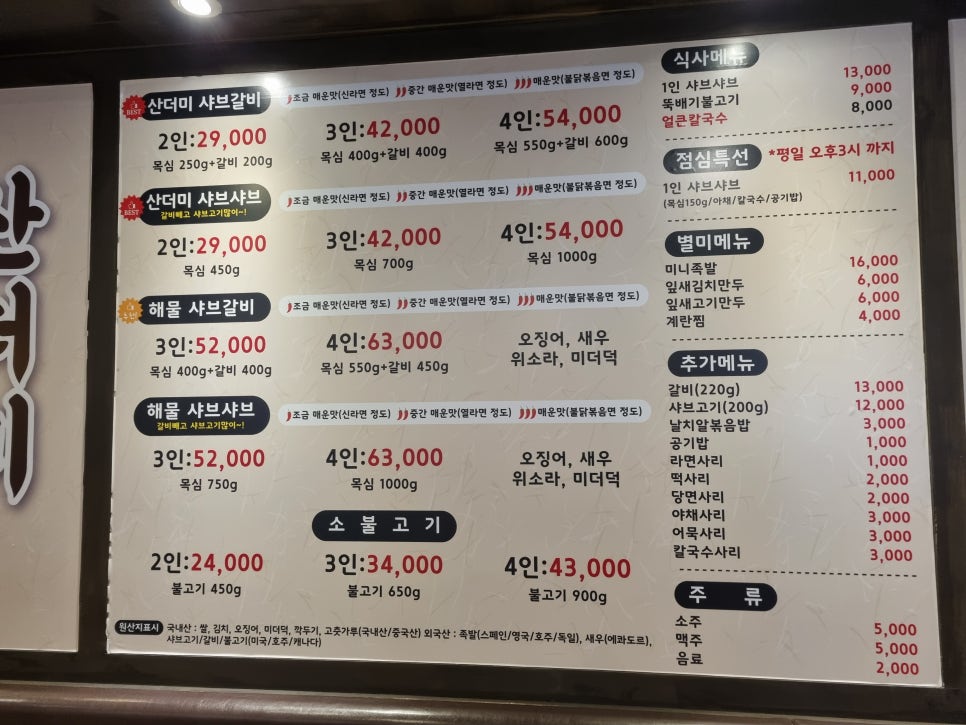 산더미
BEST
산더미 샤브갈비
조금 매운맛(신라면 정도) 중간 매운맛(열라면 정도) 매운맛(불닭볶음면 정도)
2인:29,000 3인:42,000 4인:54,000
목심 250g+갈비 200g 목심 400g+갈비 400g 목심 550g+갈비 600g
BEST
산더미 샤브샤브
갈비빼고 샤브고기많이~!
조금 매운맛(신라면 정도) 중간 매운맛(열라면 정도) 매운맛(불닭볶음면 정도)
2인:29,000 3인:42,000 4인:54,000
목심 450g 목심 700g 목심 1000g
추천
해물 샤브갈비
조금 매운맛(신라면 정도) 중간 매운맛(열라면 정도) 매운맛(불닭볶음면 정도)
3인:52,000 4인:63,000
목심 400g+갈비 400g 목심 550g+갈비 450g
오징어, 새우
위소라, 미더덕
해물 샤브샤브
갈비빼고 샤브고기많이~!
조금 매운맛(신라면 정도) 중간 매운맛(열라면 정도) 매운맛(불닭볶음면 정도)
3인:52,000 4인:63,000
목심 750g 목심 1000g
오징어, 새우
위소라, 미더덕
소 불 고 기
2인:24,000 3인:34,000 4인:43,000
불고기 450g 불고기 650g 불고기 900g
원산지표시 국내산 : 쌀, 김치, 오징어, 미더덕, 깍두기, 고춧가루(국내산/중국산) 외국산 : 족발(스페인/영국/호주/독일), 새우(에콰도르),
샤브고기/갈비/불고기(미국/호주/캐나다)
식사메뉴
1인 샤브샤브 13,000
뚝배기불고기 9,000
얼큰칼국수 8,000
점심특선 *평일 오후3시 까지
1인 샤브샤브 11,000
(목심150g/야채/칼국수/공기밥)
별미메뉴
미니족발 16,000
잎새김치만두 6,000
잎새고기만두 6,000
계란찜 4,000
추가메뉴
갈비(220g) 13,000
샤브고기(200g) 12,000
날치알볶음밥 3,000
공기밥 1,000
라면사리 1,000
떡사리 2,000
당면사리 2,000
야채사리 3,000
어묵사리 3,000
칼국수사리 3,000
주 류
소주 5,000
맥주 5,000
음료 2,000